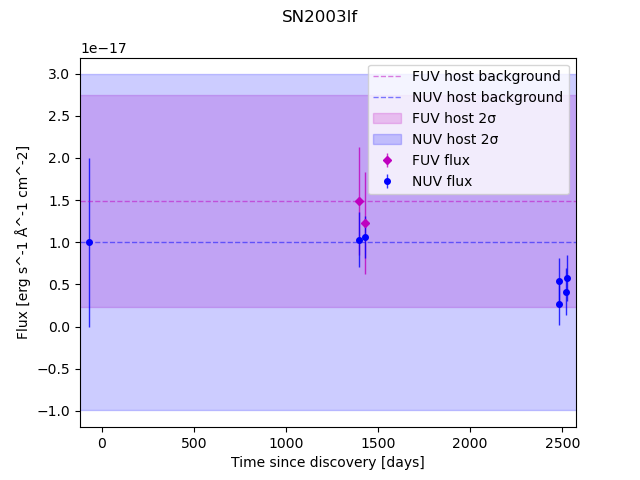 SN2003lf
1e−17
3.0
2.5
2.0
1.5
1.0
0.5
0.0
−0.5
−1.0
Flux [erg s^-1 Å^-1 cm^-2]
FUV host background
NUV host background
FUV host 2σ
NUV host 2σ
FUV flux
NUV flux
0 500 1000 1500 2000 2500
Time since discovery [days]